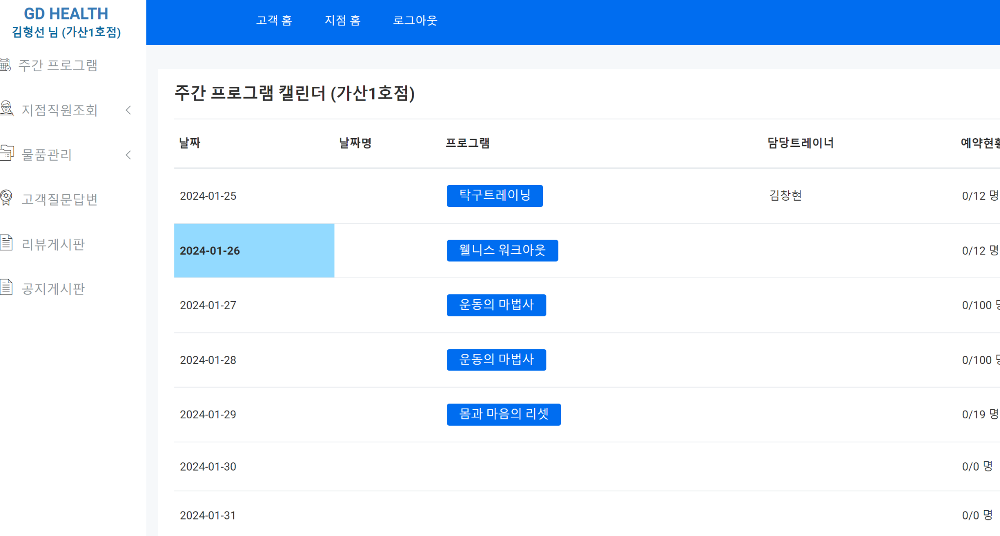 GD HEALTH
김형선 님 (가산1호점)
고객 홈 지점 홈 로그아웃
주간 프로그램
지점직원조회
물품관리
고객질문답변
리뷰게시판
공지게시판
주간 프로그램 캘린더 (가산1호점)
날짜 날짜명 프로그램 담당트레이너 예약현황
2024-01-25 탁구트레이닝 김창현 0/12 명
2024-01-26 웰니스 워크아웃 0/12 명
2024-01-27 운동의 마법사 0/100 명
2024-01-28 운동의 마법사 0/100 명
2024-01-29 몸과 마음의 리셋 0/19 명
2024-01-30 0/0 명
2024-01-31 0/0 명